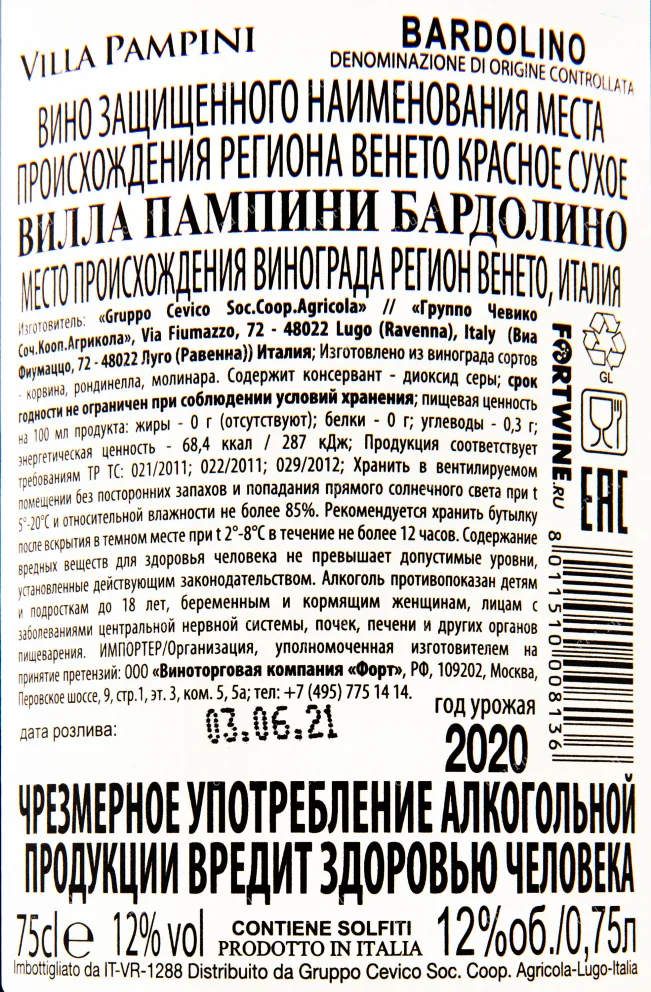 VILLA PAMPINI
BARDOLINO
DENOMINAZIONE DI ORIGINE CONTROLLATA
ВИНО ЗАЩИЩЕННОГО НАИМЕНОВАНИЯ МЕСТА
ПРОИСХОЖДЕНИЯ РЕГИОНА ВЕНЕТО КРАСНОЕ СУХОЕ
ВИЛЛА ПАМПИНИ БАРДОЛИНО
МЕСТО ПРОИСХОЖДЕНИЯ ВИНОГРАДА РЕГИОН ВЕНЕТО, ИТАЛИЯ
Изготовитель: «Gruppo Cevico Soc.Coop.Agricola» // «Группо Чевико
Соч.Кооп.Агрикола», Via Fiumazzo, 72 - 48022 Lugo (Ravenna), Italy (Виа
Фиумаццо, 72 - 48022 Луго (Равенна)) Италия; Изготовлено из винограда сортов
- корвина, рондинелла, молинара. Содержит консервант - диоксид серы; срок
годности не ограничен при соблюдении условий хранения; пищевая ценность
на 100 мл продукта: жиры - 0 г (отсутствуют); белки - 0 г; углеводы - 0,3 г;
энергетическая ценность - 68,4 ккал / 287 кДж; Продукция соответствует
требованиям ТР ТС: 021/2011; 022/2011; 029/2012; Хранить в вентилируемом
помещении без посторонних запахов и попадания прямого солнечного света при t
5°-20°С и относительной влажности не более 85%. Рекомендуется хранить бутылку
после вскрытия в темном месте при t 2°-8°С в течение не более 12 часов. Содержание
вредных веществ для здоровья человека не превышает допустимые уровни,
установленные действующим законодательством. Алкоголь противопоказан детям
и подросткам до 18 лет, беременным и кормящим женщинам, лицам с
заболеваниями центральной нервной системы, почек, печени и других органов
пищеварения. ИМПОРТЕР/Организация, уполномоченная изготовителем на
принятие претензий: ООО «Виноторговая компания «Форт», РФ, 109202, Москва,
Перовское шоссе, 9, стр.1, эт. 3, ком. 5, 5а; тел: +7 (495) 775 14 14.
FORTWINE.RU
GL
EAC
8 011510 008136
дата розлива:
03.06.21
год урожая
2020
ЧРЕЗМЕРНОЕ УПОТРЕБЛЕНИЕ АЛКОГОЛЬНОЙ
ПРОДУКЦИИ ВРЕДИТ ЗДОРОВЬЮ ЧЕЛОВЕКА
75cl e 12% vol
CONTIENE SOLFITI
PRODOTTO IN ITALIA
12%об./0,75л
Imbottigliato da IT-VR-1288 Distribuito da Gruppo Cevico Soc. Coop. Agricola-Lugo-Italia